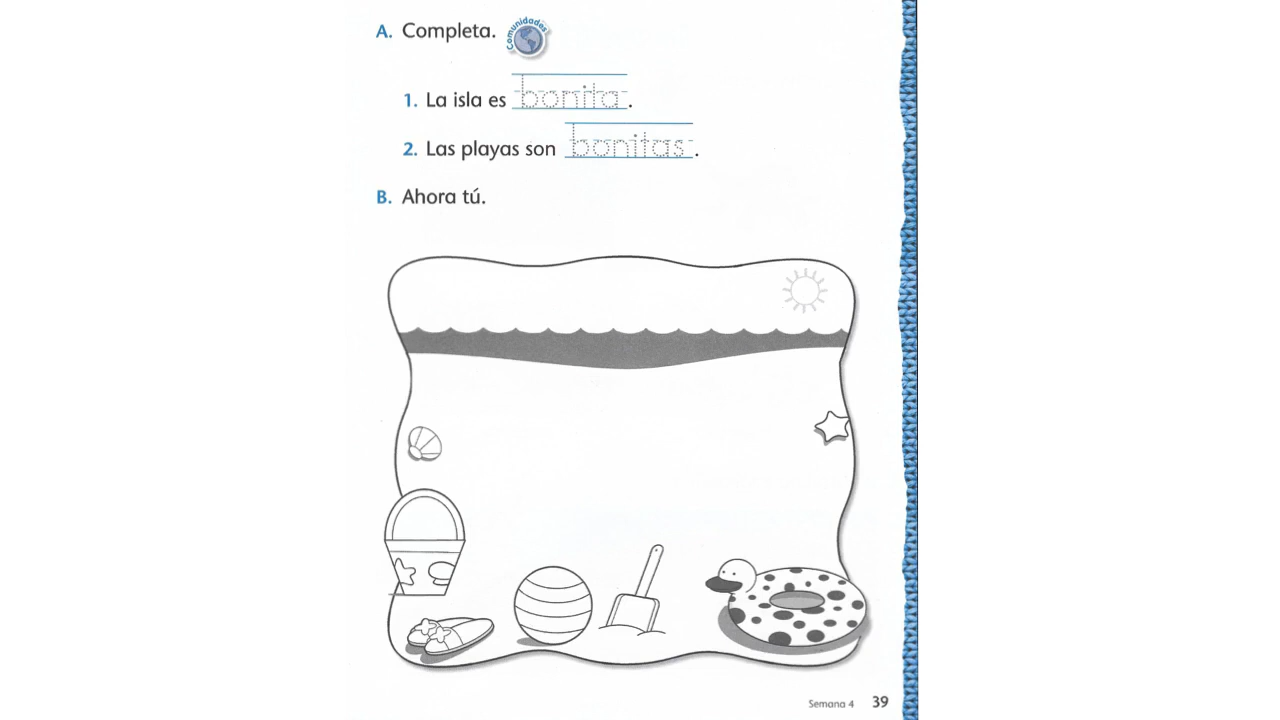 A. Completa. Comunidades
1. La isla es bonita.
2. Las playas son bonitas.
B. Ahora tú.
Semana 4 39